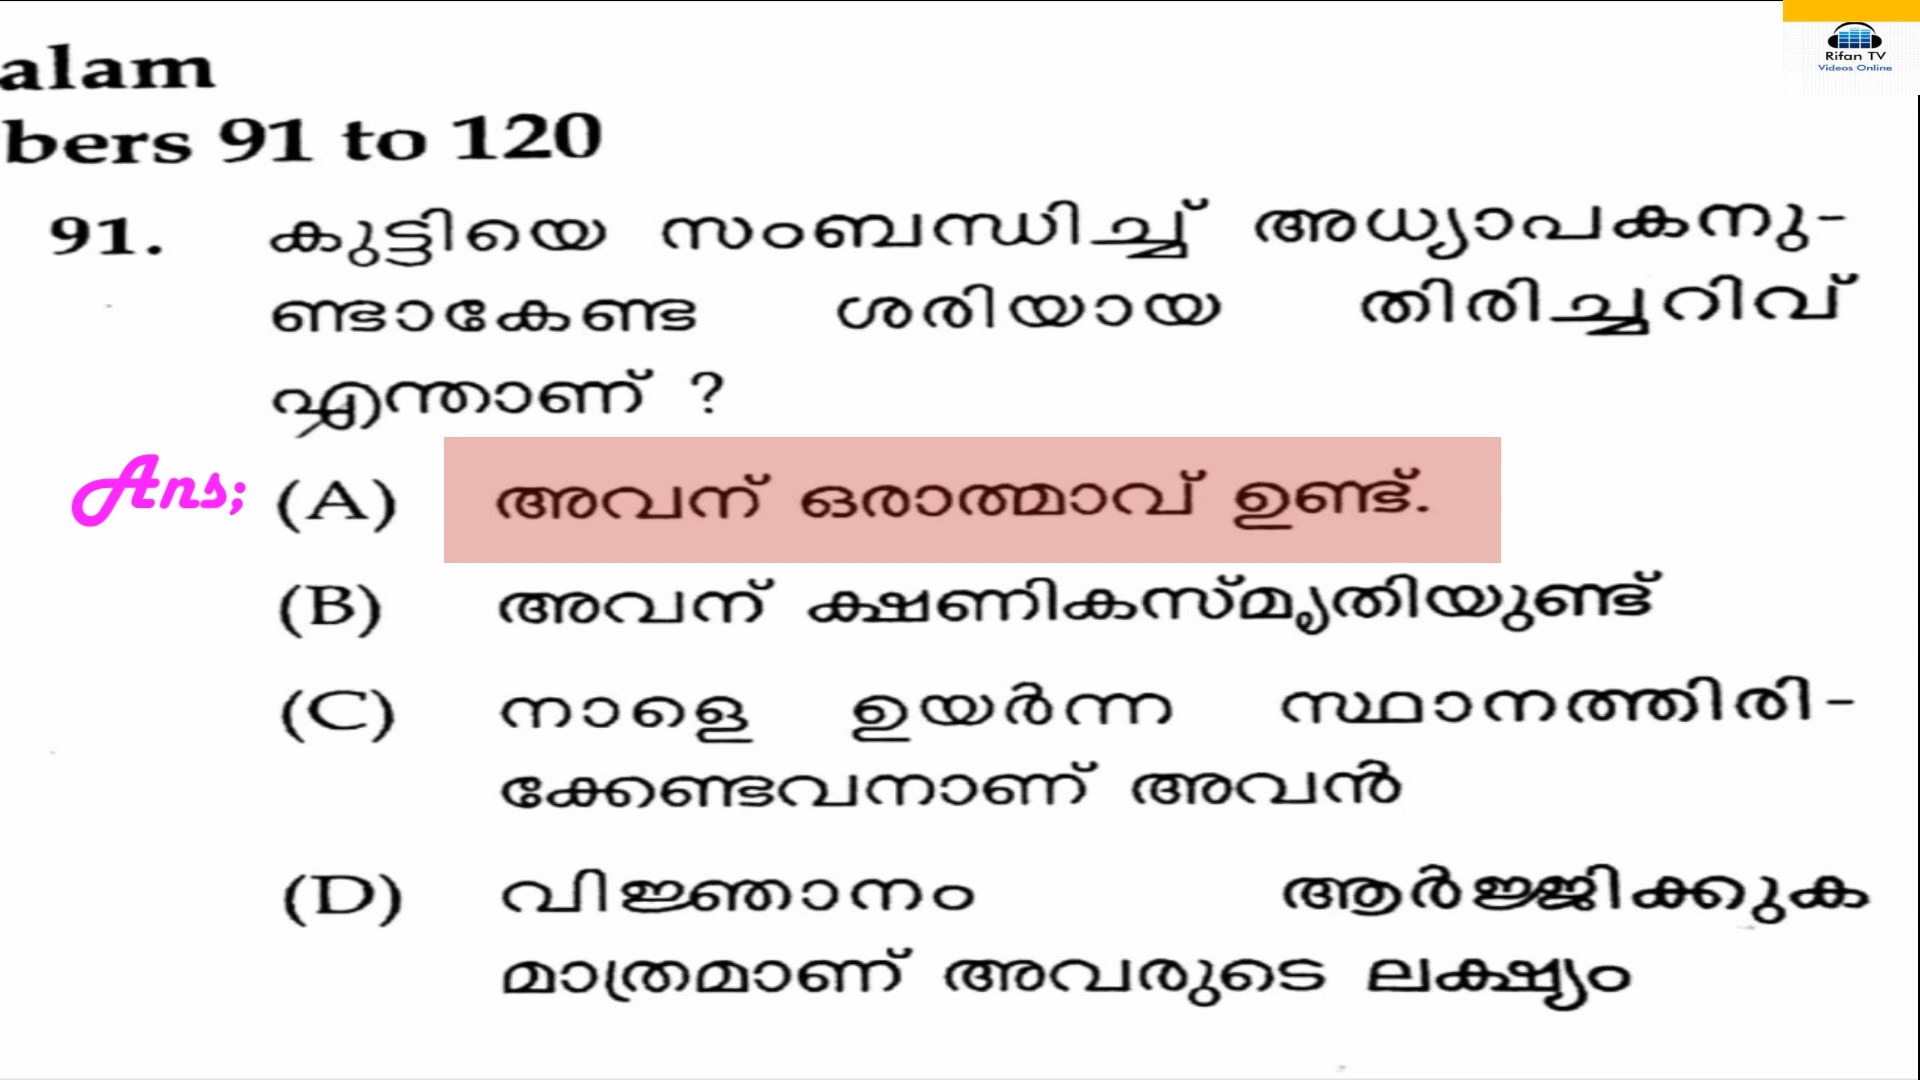 alam
bers 91 to 120
Rifan TV
Videos Online
91. കുട്ടിയെ സംബന്ധിച്ച് അധ്യാപകനു-
ണ്ടാകേണ്ട ശരിയായ തിരിച്ചറിവ്
എന്താണ് ?
Ans; (A) അവന് ഒരാത്മാവ് ഉണ്ട്.
(B) അവന് ക്ഷണികസ്മൃതിയുണ്ട്
(C) നാളെ ഉയർന്ന സ്ഥാനത്തിരി-
ക്കേണ്ടവനാണ് അവൻ
(D) വിജ്ഞാനം ആർജ്ജിക്കുക
മാത്രമാണ് അവരുടെ ലക്ഷ്യം